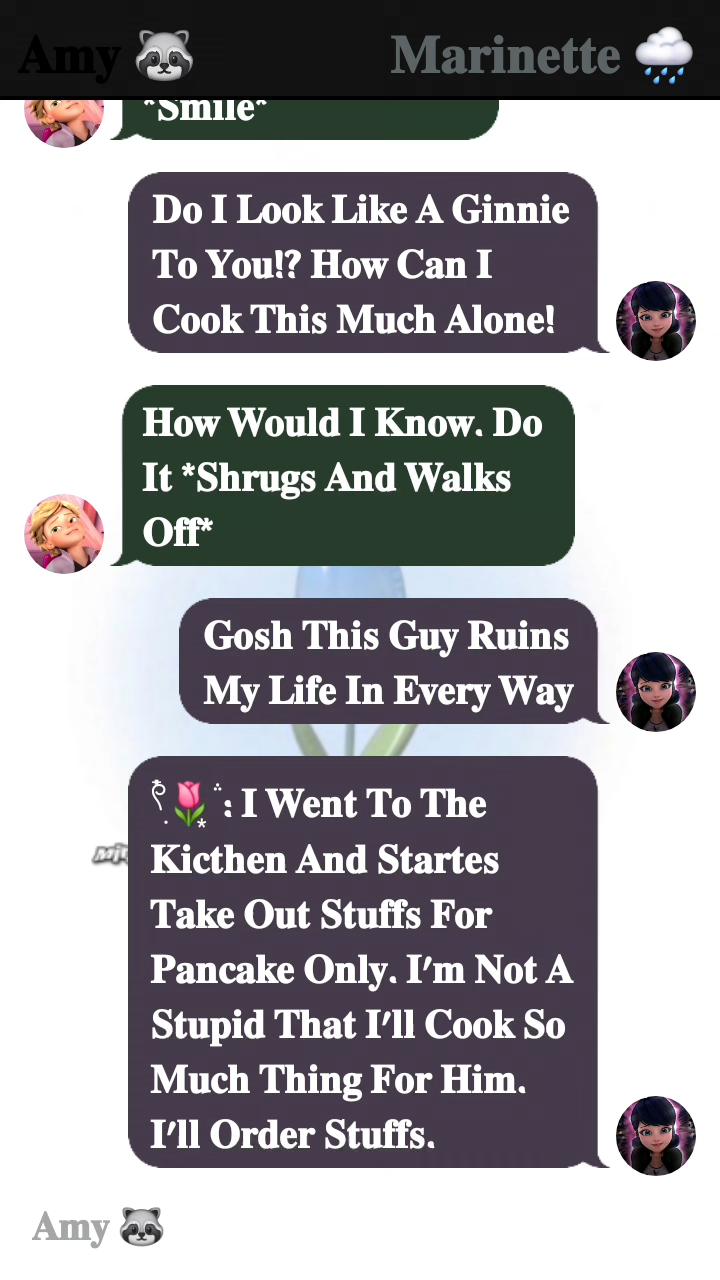 Amy 🦝 Marinette 🌧️
*Smile*
Do I Look Like A Ginnie
To You!? How Can I
Cook This Much Alone!
How Would I Know. Do
It *Shrugs And Walks
Off*
Gosh This Guy Ruins
My Life In Every Way
🌷 : I Went To The
Kicthen And Startes
Take Out Stuffs For
Pancake Only. I'm Not A
Stupid That I'll Cook So
Much Thing For Him.
I'll Order Stuffs.
Amy 🦝